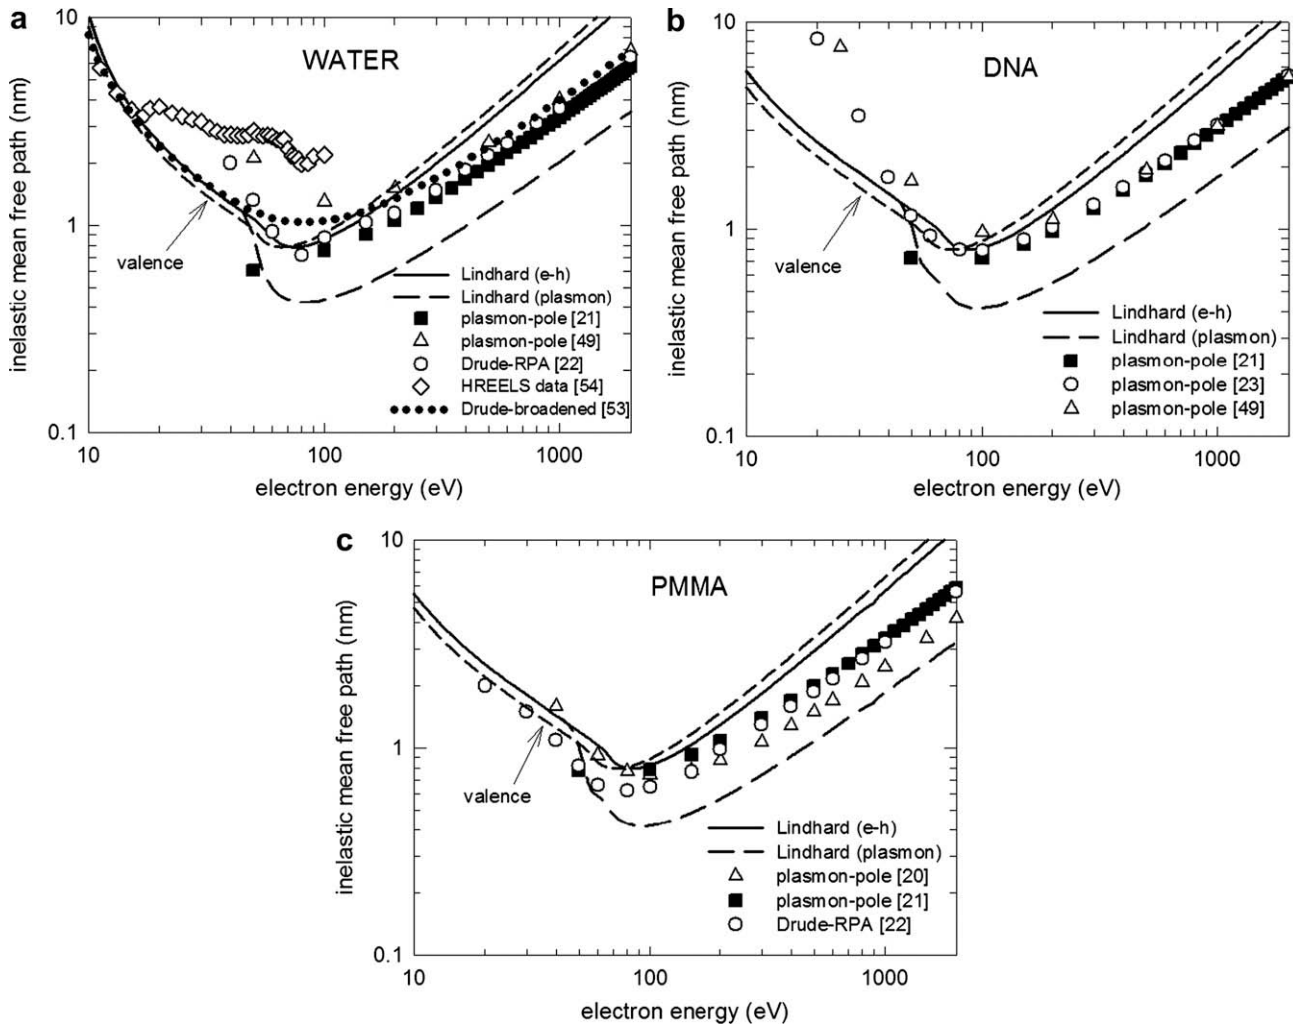 a
WATER
10
1
0.1
inelastic mean free path (nm)
valence
Lindhard (e-h)
Lindhard (plasmon)
plasmon-pole [21]
plasmon-pole [49]
Drude-RPA [22]
HREELS data [54]
Drude-broadened [53]
10
100
1000
electron energy (eV)
b
DNA
10
1
0.1
inelastic mean free path (nm)
valence
Lindhard (e-h)
Lindhard (plasmon)
plasmon-pole [21]
plasmon-pole [23]
plasmon-pole [49]
10
100
1000
electron energy (eV)
c
PMMA
10
1
0.1
inelastic mean free path (nm)
valence
Lindhard (e-h)
Lindhard (plasmon)
plasmon-pole [20]
plasmon-pole [21]
Drude-RPA [22]
10
100
1000
electron energy (eV)